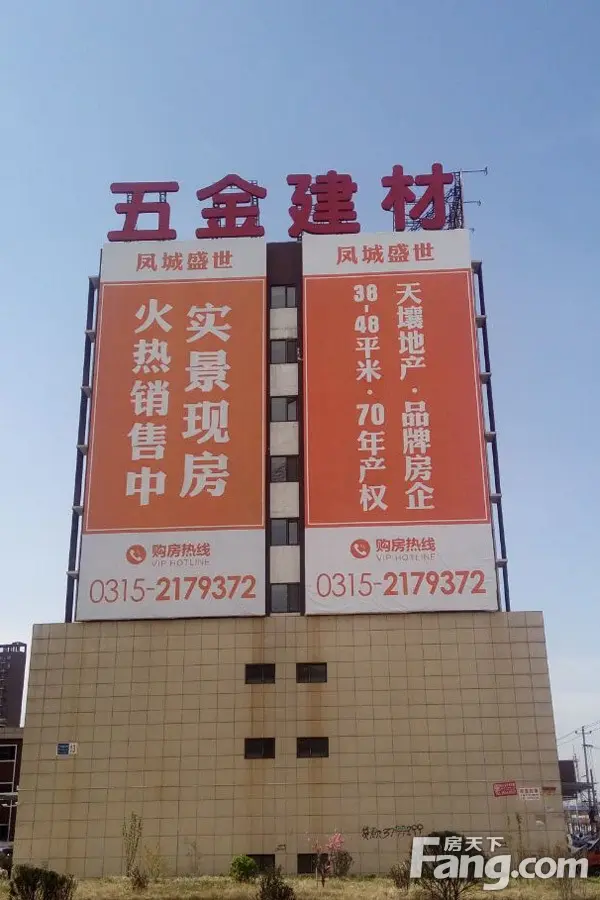 五金建材
凤城盛世
实景现房
火热销售中
购房热线
VIP HOTLINE
0315-2179372
凤城盛世
天壤地产·品牌房企
38-48平米·70年产权
购房热线
VIP HOTLINE
0315-2179372
13
房天下
Fang.com